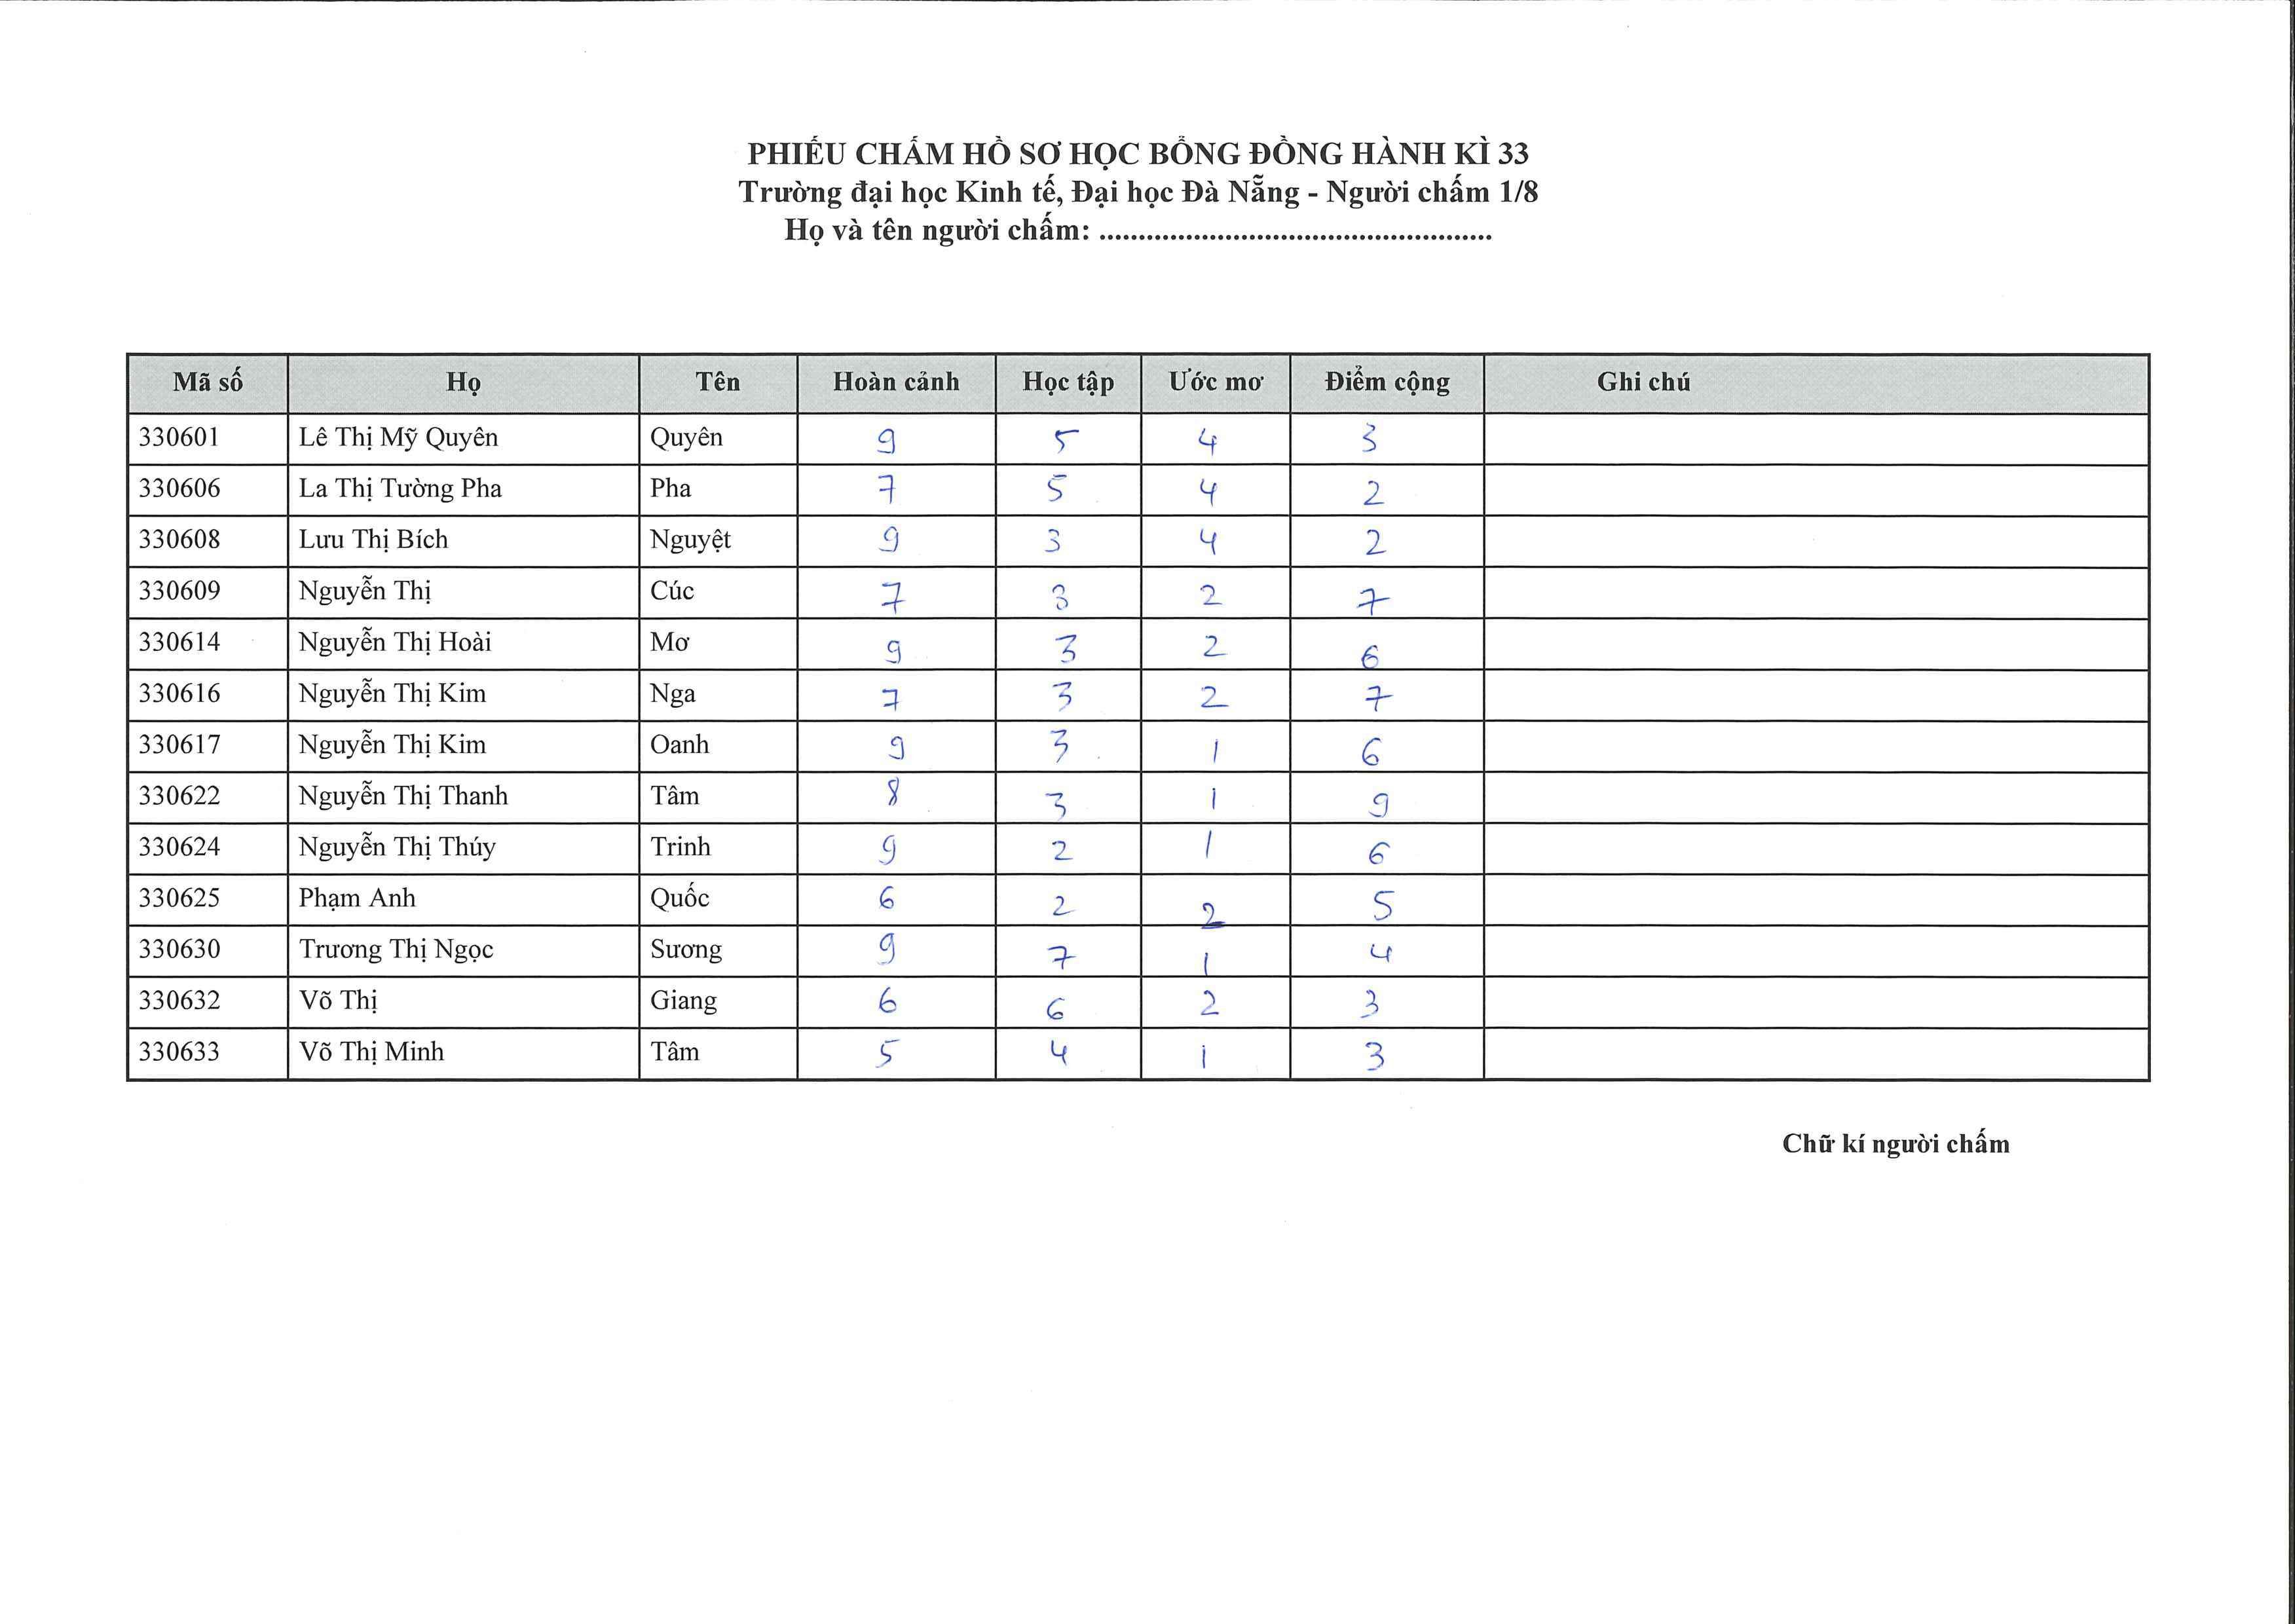 PHIẾU CHẤM HỒ SƠ HỌC BỔNG ĐỒNG HÀNH KÌ 33
Trường đại học Kinh tế, Đại học Đà Nẵng - Người chấm 1/8
Họ và tên người chấm: ..................................................
Mã số Họ Tên Hoàn cảnh Học tập Ước mơ Điểm cộng Ghi chú
330601 Lê Thị Mỹ Quyên Quyên 9 5 4 3
330606 La Thị Tường Pha Pha 7 5 4 2
330608 Lưu Thị Bích Nguyệt 9 3 4 2
330609 Nguyễn Thị Cúc 7 3 2 7
330614 Nguyễn Thị Hoài Mơ 9 3 2 6
330616 Nguyễn Thị Kim Nga 7 3 2 7
330617 Nguyễn Thị Kim Oanh 9 3 1 6
330622 Nguyễn Thị Thanh Tâm 8 3 1 9
330624 Nguyễn Thị Thúy Trinh 9 2 1 6
330625 Phạm Anh Quốc 6 2 2 5
330630 Trương Thị Ngọc Sương 9 7 1 4
330632 Võ Thị Giang 6 6 2 3
330633 Võ Thị Minh Tâm 5 4 1 3
Chữ kí người chấm